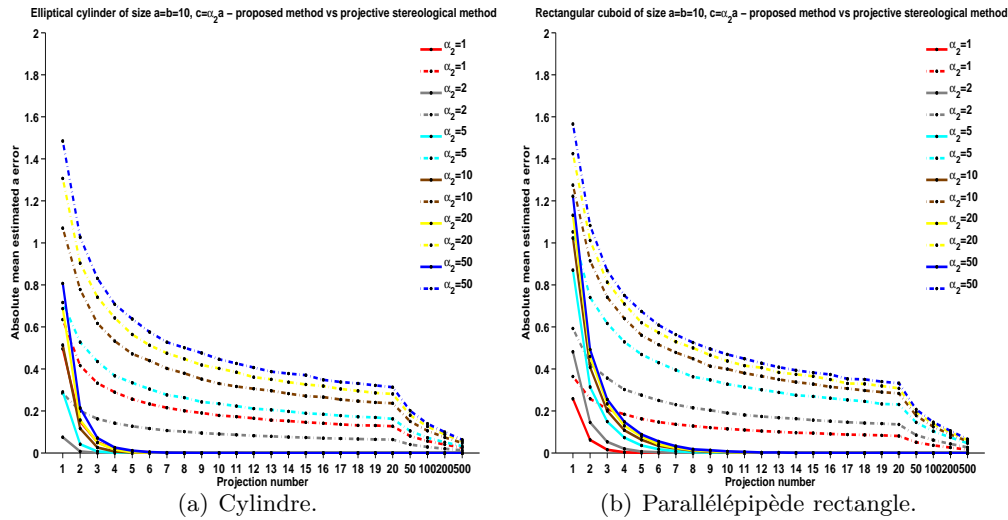 Elliptical cylinder of size a=b=10, c=α₂a – proposed method vs projective stereological method
Absolute mean estimated a error
2
1.8
1.6
1.4
1.2
1
0.8
0.6
0.4
0.2
0
α₂=1
α₂=1
α₂=2
α₂=2
α₂=5
α₂=5
α₂=10
α₂=10
α₂=20
α₂=20
α₂=50
α₂=50
1 2 3 4 5 6 7 8 9 10 11 12 13 14 15 16 17 18 19 20 50 100 200 500
Projection number
(a) Cylindre.
Rectangular cuboid of size a=b=10, c=α₂a – proposed method vs projective stereological method
Absolute mean estimated a error
2
1.8
1.6
1.4
1.2
1
0.8
0.6
0.4
0.2
0
α₂=1
α₂=1
α₂=2
α₂=2
α₂=5
α₂=5
α₂=10
α₂=10
α₂=20
α₂=20
α₂=50
α₂=50
1 2 3 4 5 6 7 8 9 10 11 12 13 14 15 16 17 18 19 20 50 100 200 500
Projection number
(b) Parallélépipède rectangle.